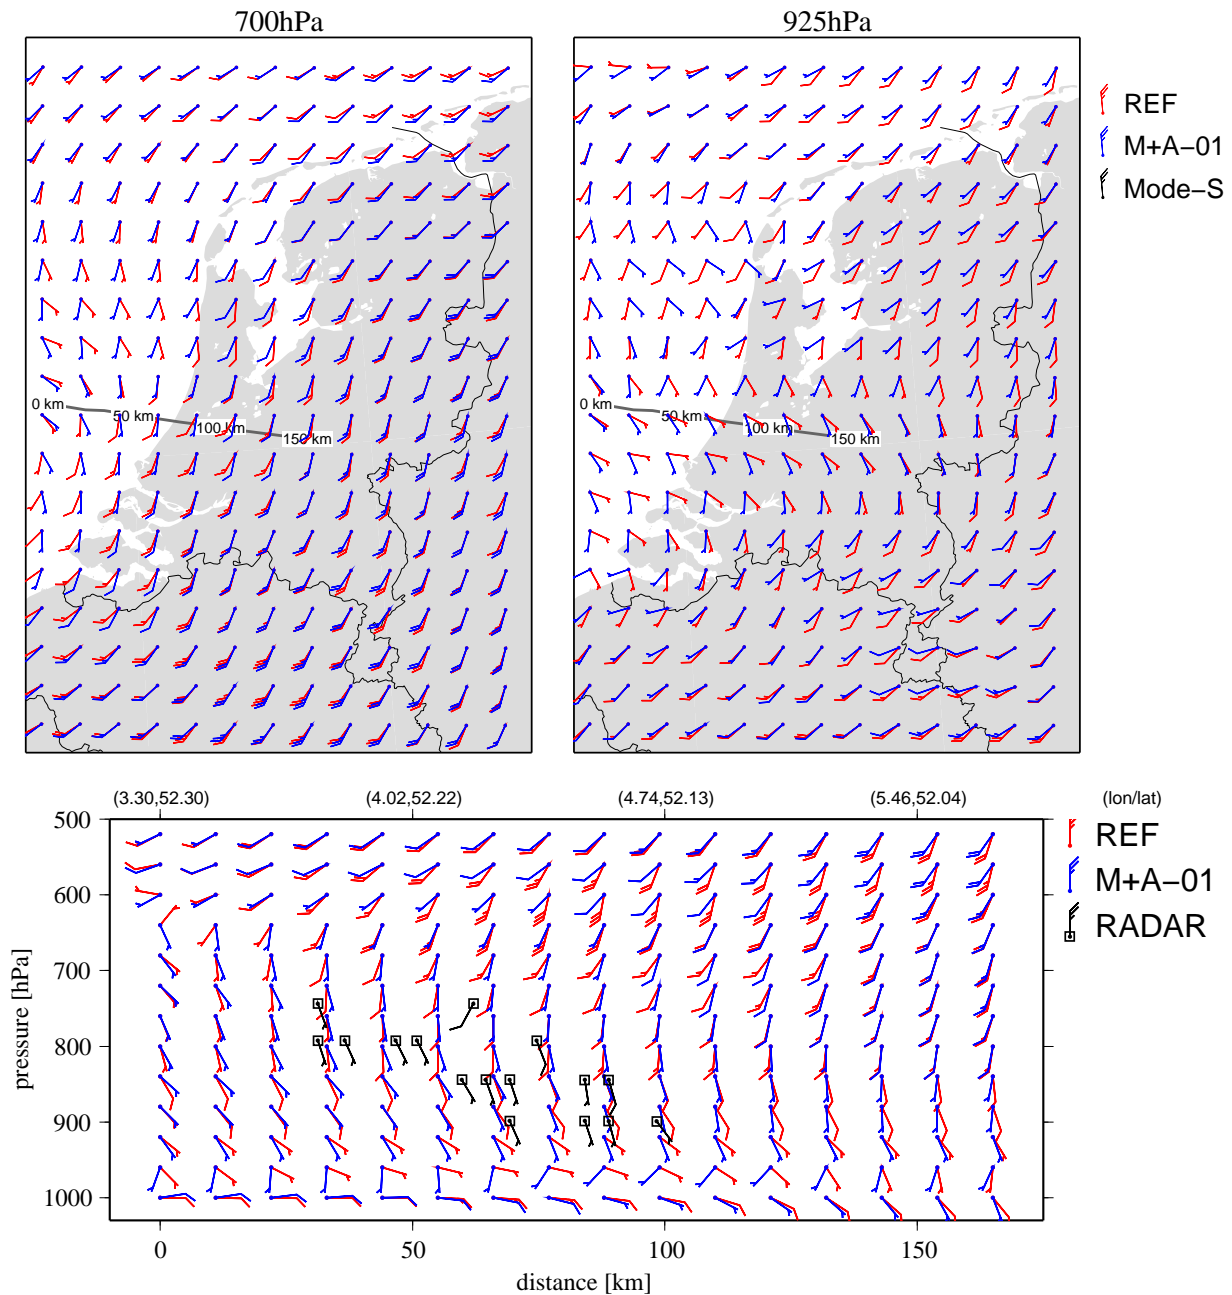 700hPa
925hPa
REF
M+A−01
Mode−S
0 km
50 km
100 km
150 km
0 km
50 km
100 km
150 km
(3.30,52.30)
(4.02,52.22)
(4.74,52.13)
(5.46,52.04)
(lon/lat)
500
600
700
800
900
1000
pressure [hPa]
REF
M+A−01
RADAR
0
50
100
150
distance [km]